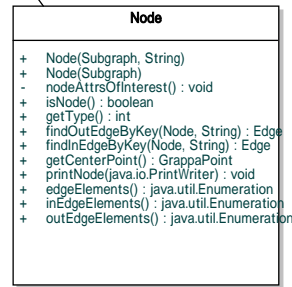 Node
+ Node(Subgraph, String)
+ Node(Subgraph)
- nodeAttrsOfInterest() : void
+ isNode() : boolean
+ getType() : int
+ findOutEdgeByKey(Node, String) : Edge
+ findInEdgeByKey(Node, String) : Edge
+ getCenterPoint() : GrappaPoint
+ printNode(java.io.PrintWriter) : void
+ edgeElements() : java.util.Enumeration
+ inEdgeElements() : java.util.Enumeration
+ outEdgeElements() : java.util.Enumeration